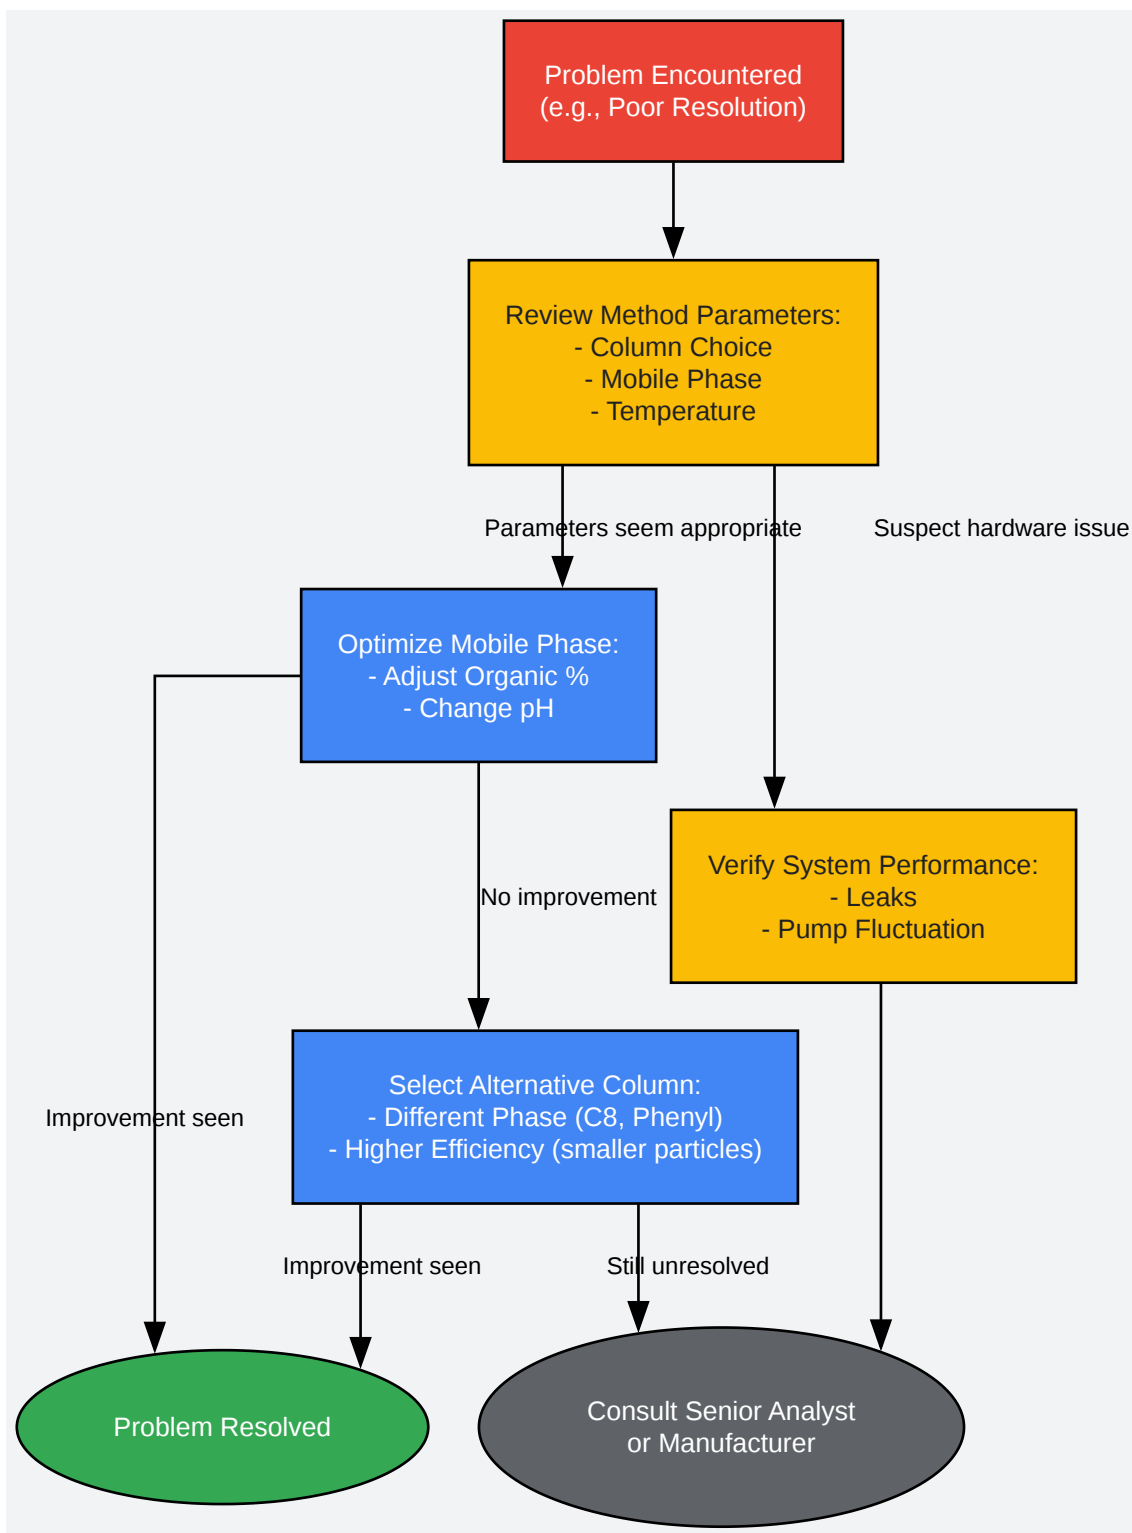 Problem Encountered
(e.g., Poor Resolution)
Review Method Parameters:
- Column Choice
- Mobile Phase
- Temperature
Parameters seem appropriate
Suspect hardware issue
Optimize Mobile Phase:
- Adjust Organic %
- Change pH
Verify System Performance:
- Leaks
- Pump Fluctuation
No improvement
Select Alternative Column:
- Different Phase (C8, Phenyl)
- Higher Efficiency (smaller particles)
Improvement seen
Improvement seen
Still unresolved
Problem Resolved
Consult Senior Analyst
or Manufacturer